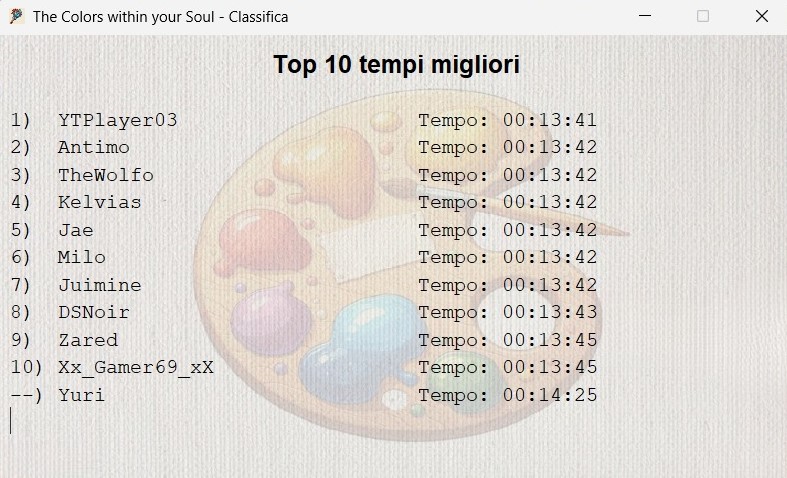 The Colors within your Soul - Classifica
Top 10 tempi migliori
1) YTPlayer03 Tempo: 00:13:41
2) Antimo Tempo: 00:13:42
3) TheWolfo Tempo: 00:13:42
4) Kelvias Tempo: 00:13:42
5) Jae Tempo: 00:13:42
6) Milo Tempo: 00:13:42
7) Juimine Tempo: 00:13:42
8) DSNoir Tempo: 00:13:43
9) Zared Tempo: 00:13:45
10) Xx_Gamer69_xX Tempo: 00:13:45
--) Yuri Tempo: 00:14:25